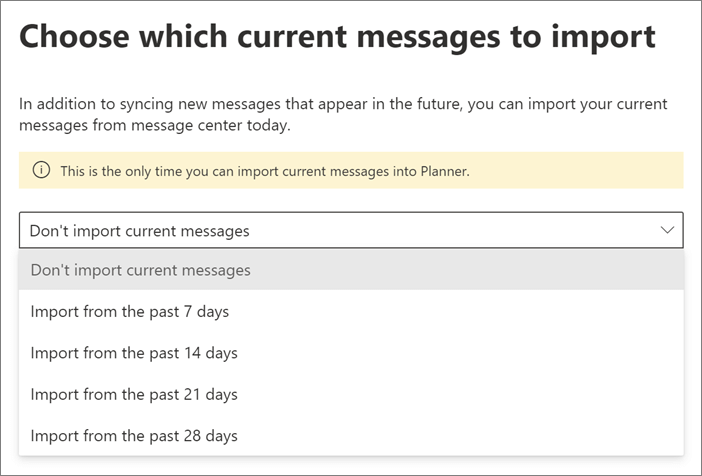 Choose which current messages to import
In addition to syncing new messages that appear in the future, you can import your current
messages from message center today.
This is the only time you can import current messages into Planner.
Don't import current messages
Don't import current messages
Import from the past 7 days
Import from the past 14 days
Import from the past 21 days
Import from the past 28 days